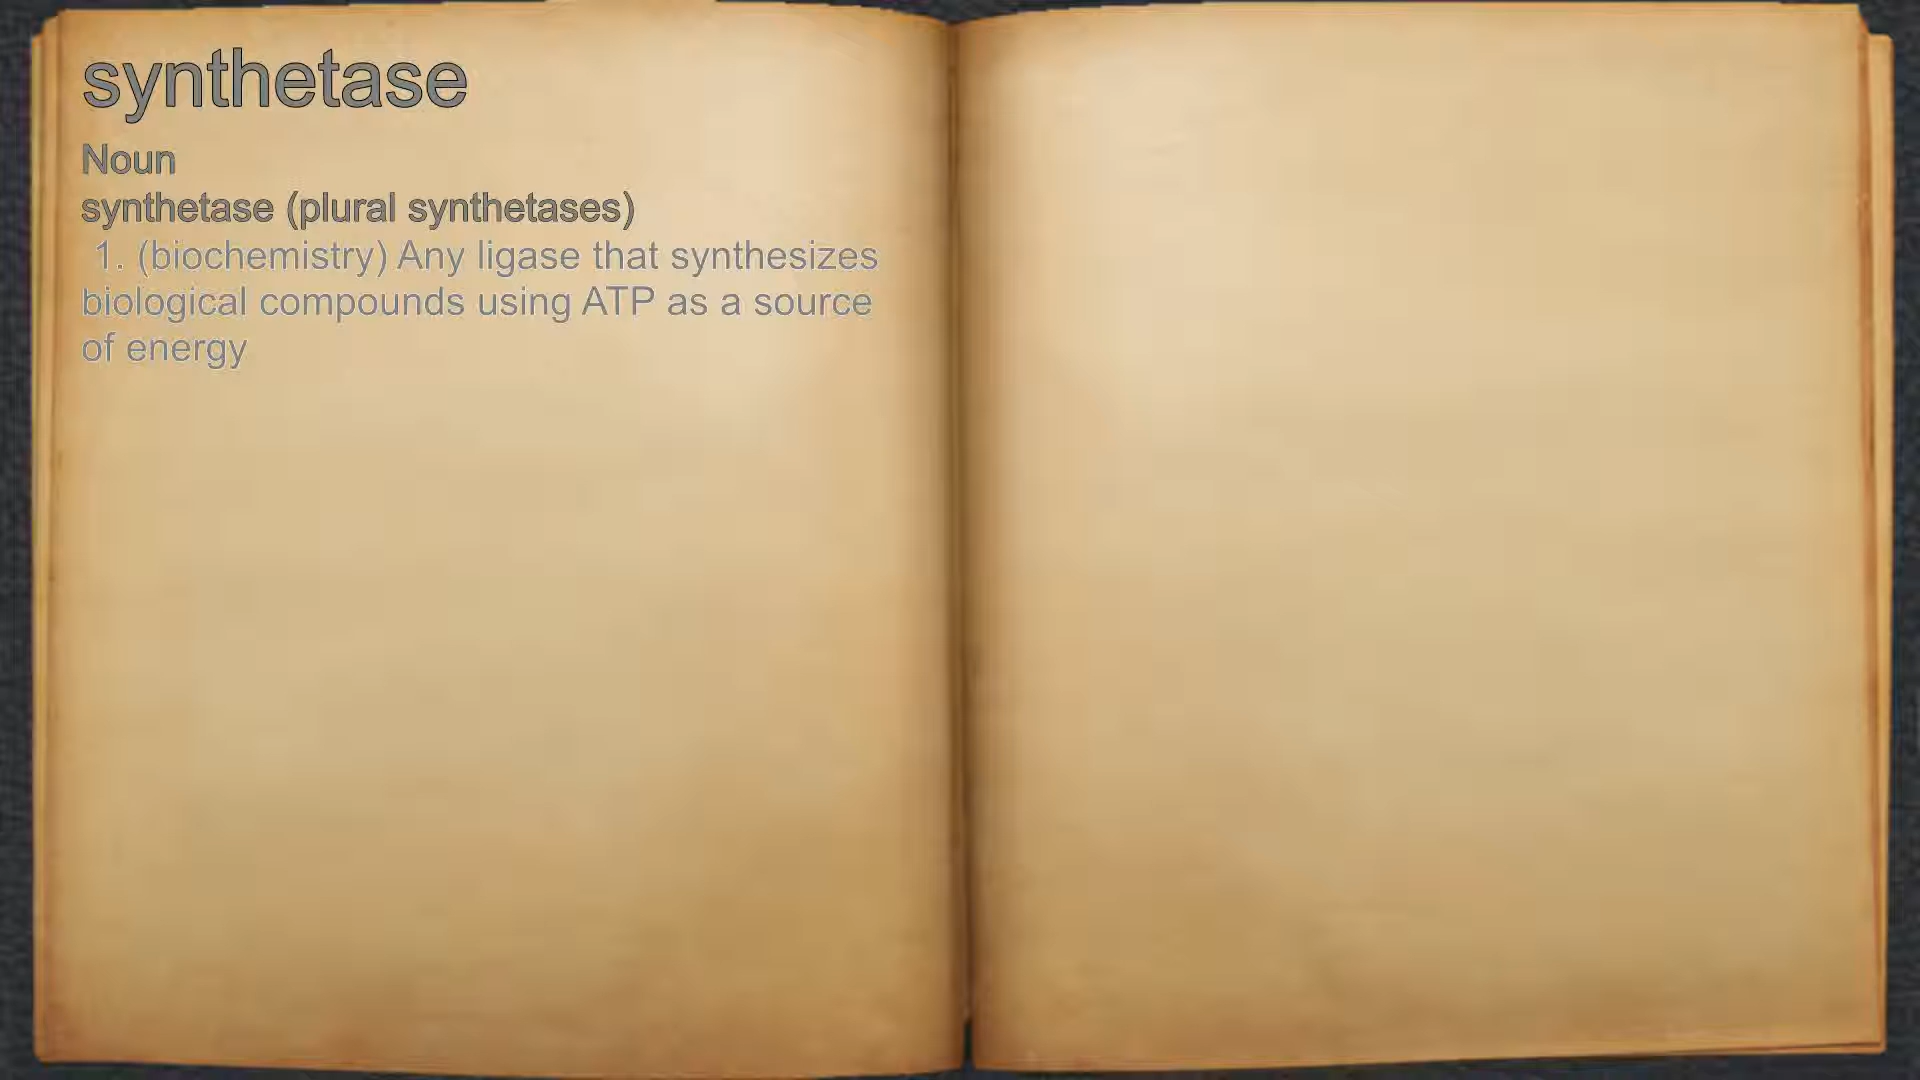 synthetase
Noun
synthetase (plural synthetases)
1. (biochemistry) Any ligase that synthesizes
biological compounds using ATP as a source
of energy